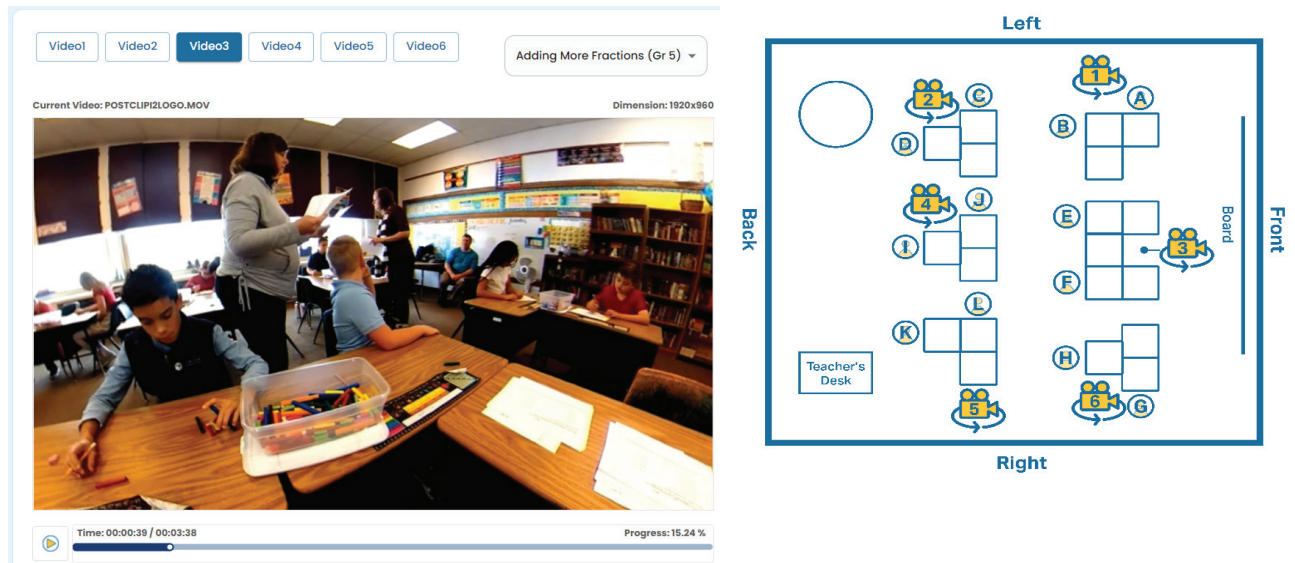 Video1 Video2 Video3 Video4 Video5 Video6
Adding More Fractions (Gr 5)
Current Video: POSTCLIP12LOGO.MOV Dimension: 1920x960
Time: 00:00:39 / 00:03:38 Progress: 15.24 %
Left
1
A
2
C
B
D
4
J
E
I
3
Board
Front
Back
F
L
K
H
Teacher's
Desk
5
6
G
Right